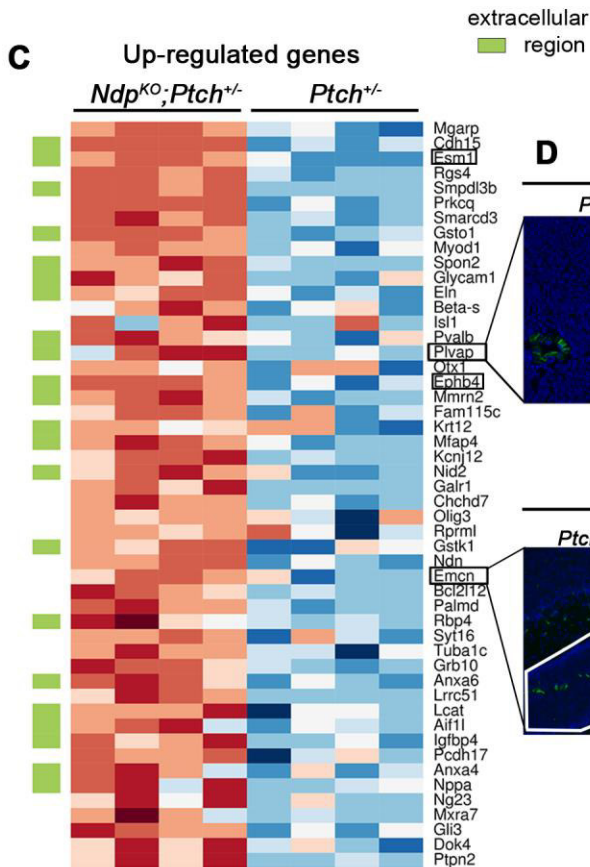 extracellular
region
C
Up-regulated genes
Ndp^KO;Ptch^+/-
Ptch^+/-
Mgarp
Cdh15
Esm1
Rgs4
Smpdl3b
Prkcq
Smarcd3
Gsto1
Myod1
Spon2
Glycam1
Eln
Beta-s
Isl1
Pvalb
Plvap
Otx1
Ephb4
Mmrn2
Fam115c
Krt12
Mfap4
Kcnj12
Nid2
Galr1
Chchd7
Olig3
Rprml
Gstk1
Ndn
Emcn
Bcl2l12
Palmd
Rbp4
Syt16
Tuba1c
Grb10
Anxa6
Lrrc51
Lcat
Aif1l
Igfbp4
Pcdh17
Anxa4
Nppa
Ng23
Mxra7
Gli3
Dok4
Ptpn2
D
P
Ptc